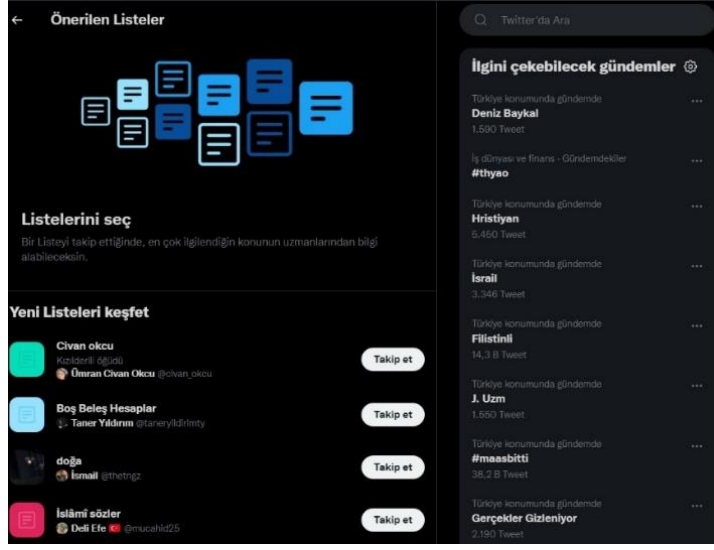 Önerilen Listeler
Listelerini seç
Bir Listeyi takip ettiğinde, en çok ilgilendiğin konunun uzmanlarından bilgi
alabileceksin.
Yeni Listeleri keşfet
Civan okcu
Kızılderili öğüdü
Ümran Civan Okcu @civan_okcu
Takip et
Boş Beleş Hesaplar
Taner Yıldırım @taneryildirimty
Takip et
doğa
İsmail @thetngz
Takip et
İslâmî sözler
Deli Efe @mucahid25
Takip et
Twitter'da Ara
İlgini çekebilecek gündemler
Türkiye konumunda gündemde
Deniz Baykal
1.590 Tweet
İş dünyası ve finans · Gündemdekiler
#thyao
Türkiye konumunda gündemde
Hristiyan
5.450 Tweet
Türkiye konumunda gündemde
İsrail
3.346 Tweet
Türkiye konumunda gündemde
Filistinli
14,3 B Tweet
Türkiye konumunda gündemde
J. Uzm
1.550 Tweet
Türkiye konumunda gündemde
#maasbitti
38,2 B Tweet
Türkiye konumunda gündemde
Gerçekler Gizleniyor
2.190 Tweet